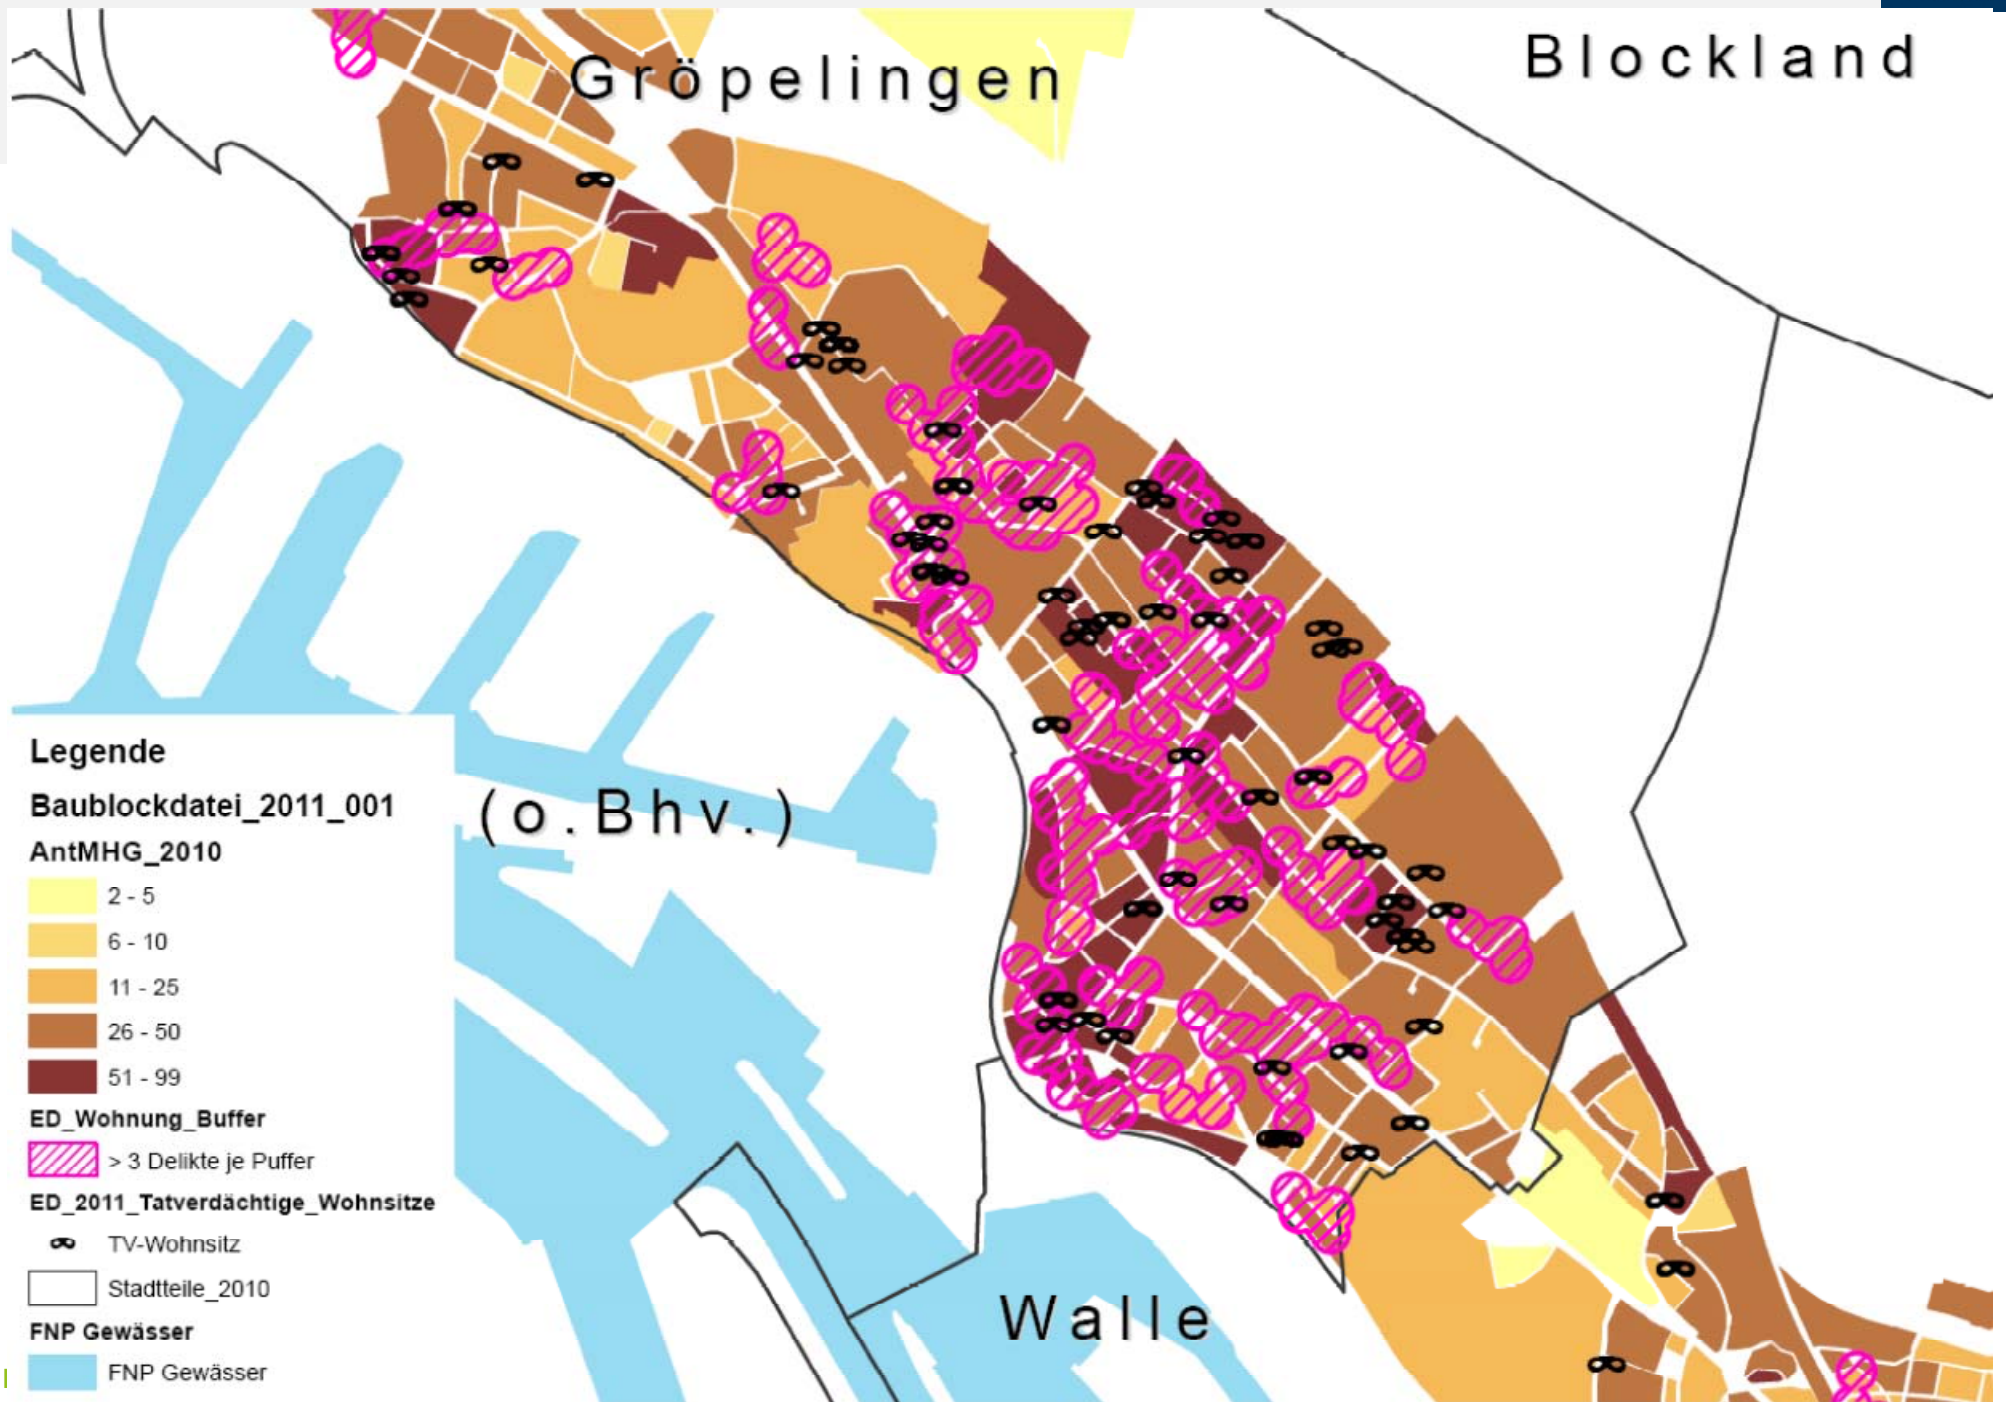 Blockland
Gröpelingen
(o.Bhv.)
Walle
Legende
Baublockdatei_2011_001
AntMHG_2010
2 - 5
6 - 10
11 - 25
26 - 50
51 - 99
ED_Wohnung_Buffer
> 3 Delikte je Puffer
ED_2011_Tatverdächtige_Wohnsitze
TV-Wohnsitz
Stadtteile_2010
FNP Gewässer
FNP Gewässer